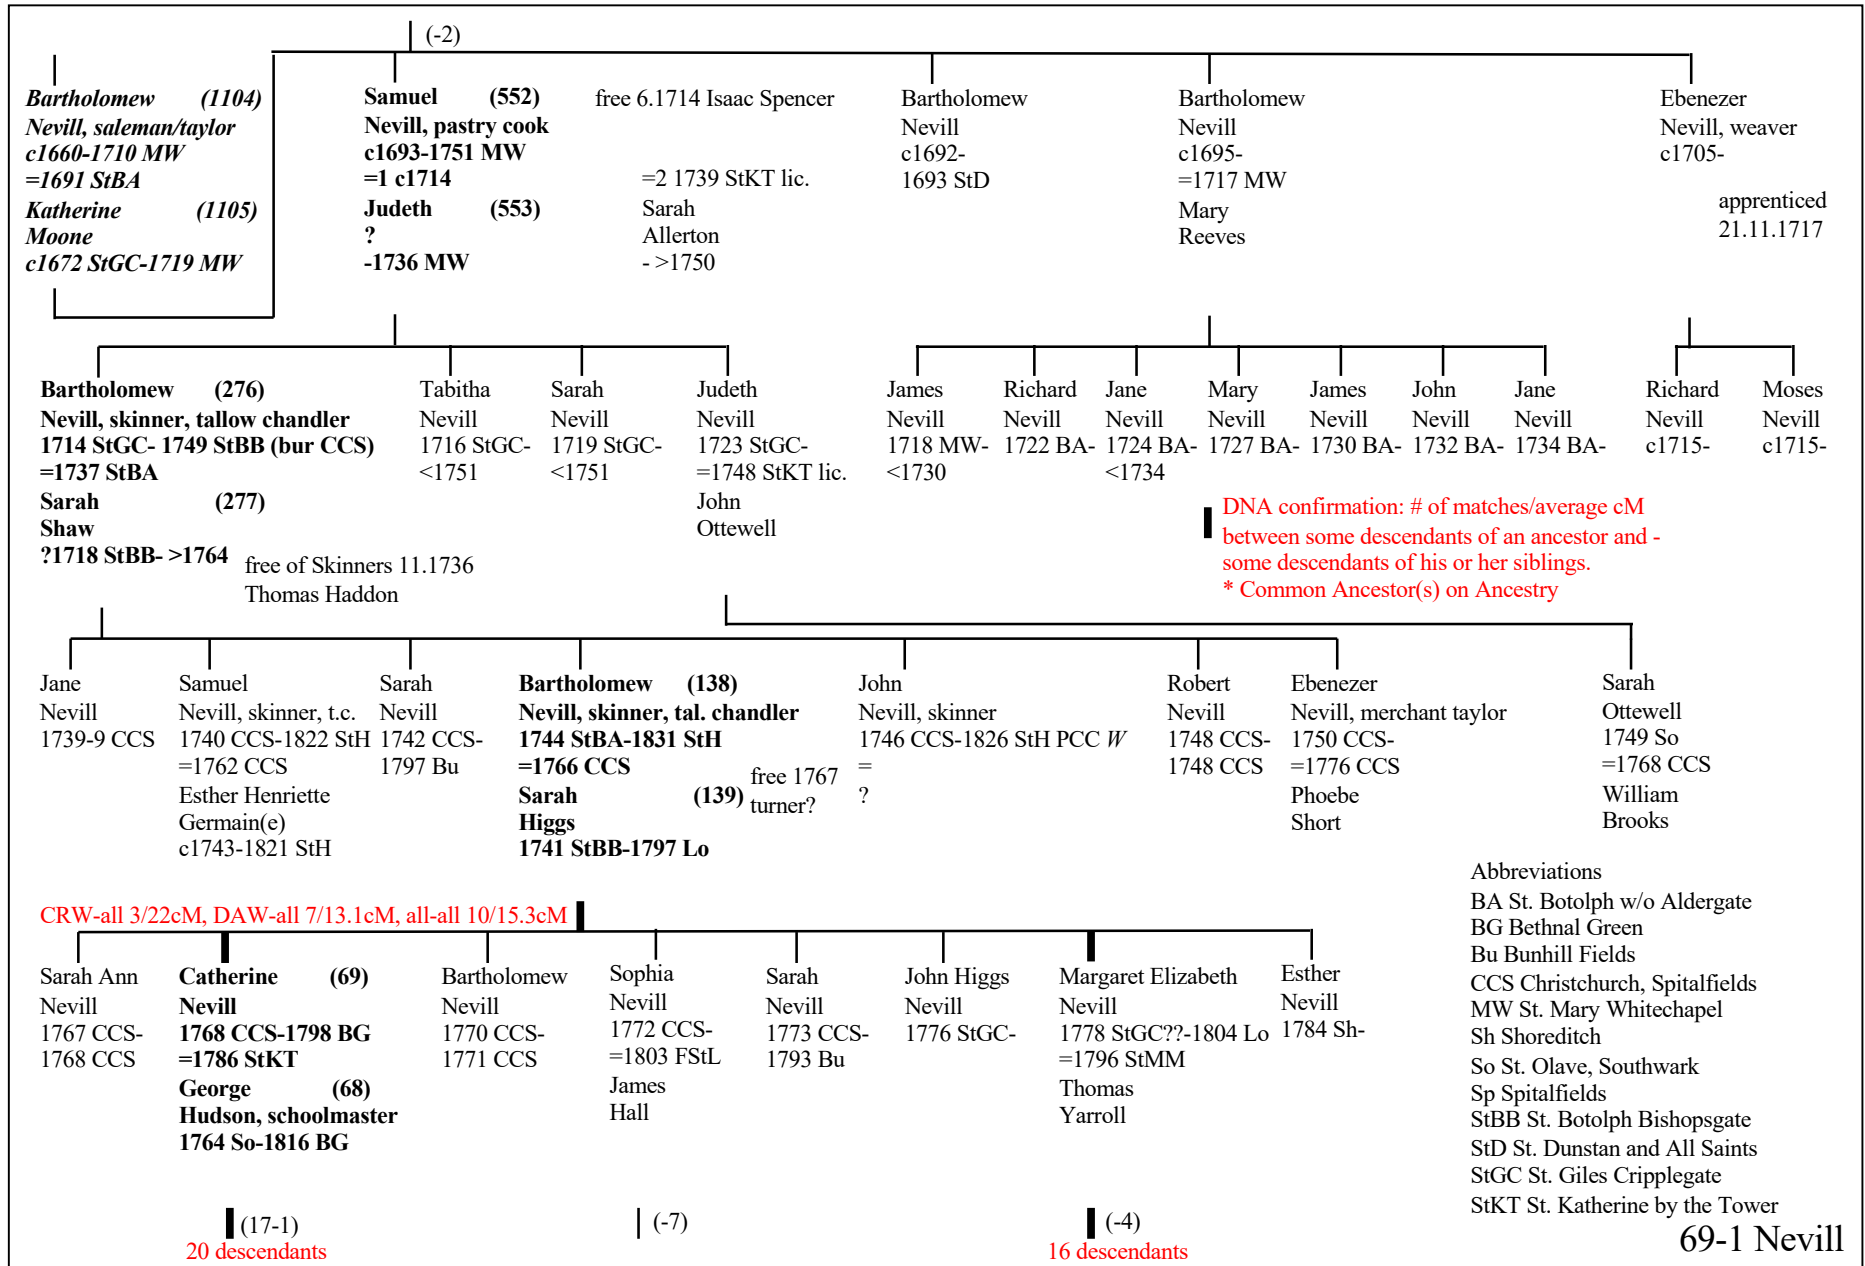 (-2)
Bartholomew (1104)
Nevill, saleman/taylor
c1660-1710 MW
=1691 StBA
Katherine (1105)
Moone
c1672 StGC-1719 MW
Samuel (552)
Nevill, pastry cook
c1693-1751 MW
=1 c1714
Judeth (553)
?
-1736 MW
free 6.1714 Isaac Spencer
=2 1739 StKT lic.
Sarah
Allerton
- >1750
Bartholomew
Nevill
c1692-
1693 StD
Bartholomew
Nevill
c1695-
=1717 MW
Mary
Reeves
Ebenezer
Nevill, weaver
c1705-
apprenticed
21.11.1717
Bartholomew (276)
Nevill, skinner, tallow chandler
1714 StGC- 1749 StBB (bur CCS)
=1737 StBA
Sarah (277)
Shaw
?1718 StBB- >1764
free of Skinners 11.1736
Thomas Haddon
Tabitha
Nevill
1716 StGC-
<1751
Sarah
Nevill
1719 StGC-
<1751
Judeth
Nevill
1723 StGC-
=1748 StKT lic.
John
Ottewell
James
Nevill
1718 MW-
<1730
Richard
Nevill
1722 BA-
Jane
Nevill
1724 BA-
<1734
Mary
Nevill
1727 BA-
James
Nevill
1730 BA-
John
Nevill
1732 BA-
Jane
Nevill
1734 BA-
Richard
Nevill
c1715-
Moses
Nevill
c1715-
DNA confirmation: # of matches/average cM
between some descendants of an ancestor and -
some descendants of his or her siblings.
* Common Ancestor(s) on Ancestry
Jane
Nevill
1739-9 CCS
Samuel
Nevill, skinner, t.c.
1740 CCS-1822 StH
=1762 CCS
Esther Henriette
Germain(e)
c1743-1821 StH
Sarah
Nevill
1742 CCS-
1797 Bu
Bartholomew (138)
Nevill, skinner, tal. chandler
1744 StBA-1831 StH
=1766 CCS
Sarah (139)
Higgs
1741 StBB-1797 Lo
free 1767
turner?
John
Nevill, skinner
1746 CCS-1826 StH PCC W
=
?
Robert
Nevill
1748 CCS-
1748 CCS
Ebenezer
Nevill, merchant taylor
1750 CCS-
=1776 CCS
Phoebe
Short
Sarah
Ottewell
1749 So
=1768 CCS
William
Brooks
CRW-all 3/22cM, DAW-all 7/13.1cM, all-all 10/15.3cM
Sarah Ann
Nevill
1767 CCS-
1768 CCS
Catherine (69)
Nevill
1768 CCS-1798 BG
=1786 StKT
George (68)
Hudson, schoolmaster
1764 So-1816 BG
Bartholomew
Nevill
1770 CCS-
1771 CCS
Sophia
Nevill
1772 CCS-
=1803 FStL
James
Hall
Sarah
Nevill
1773 CCS-
1793 Bu
John Higgs
Nevill
1776 StGC-
Margaret Elizabeth
Nevill
1778 StGC??-1804 Lo
=1796 StMM
Thomas
Yarroll
Esther
Nevill
1784 Sh-
Abbreviations
BA St. Botolph w/o Aldergate
BG Bethnal Green
Bu Bunhill Fields
CCS Christchurch, Spitalfields
MW St. Mary Whitechapel
Sh Shoreditch
So St. Olave, Southwark
Sp Spitalfields
StBB St. Botolph Bishopsgate
StD St. Dunstan and All Saints
StGC St. Giles Cripplegate
StKT St. Katherine by the Tower
(17-1)
20 descendants
(-7)
(-4)
16 descendants
69-1 Nevill